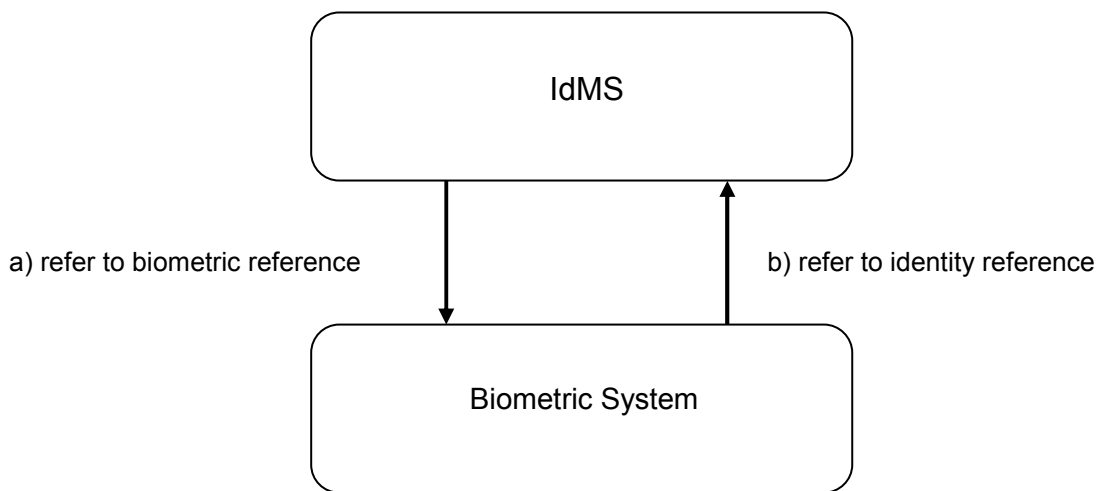 IdMS
a) refer to biometric reference
b) refer to identity reference
Biometric System